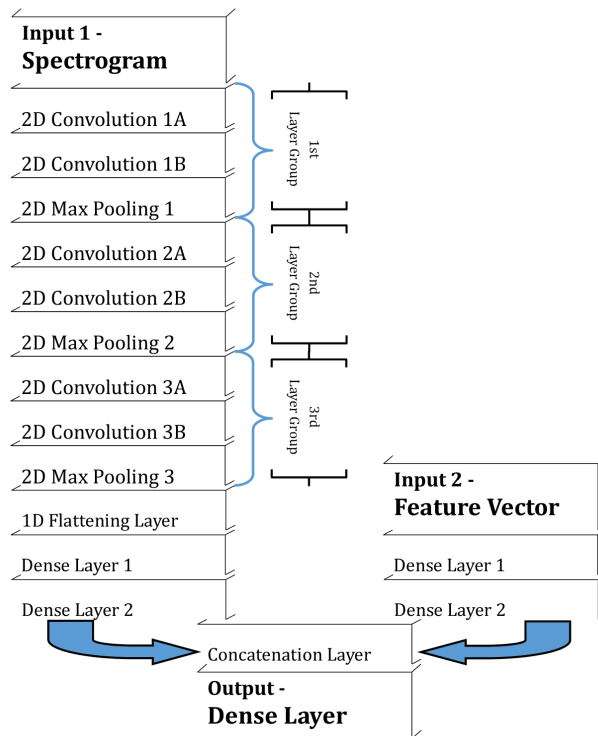 Input 1 -
Spectrogram
2D Convolution 1A
2D Convolution 1B
2D Max Pooling 1
2D Convolution 2A
2D Convolution 2B
2D Max Pooling 2
2D Convolution 3A
2D Convolution 3B
2D Max Pooling 3
1D Flattening Layer
Dense Layer 1
Dense Layer 2
1st
Layer Group
2nd
Layer Group
3rd
Layer Group
Input 2 -
Feature Vector
Dense Layer 1
Dense Layer 2
Concatenation Layer
Output -
Dense Layer